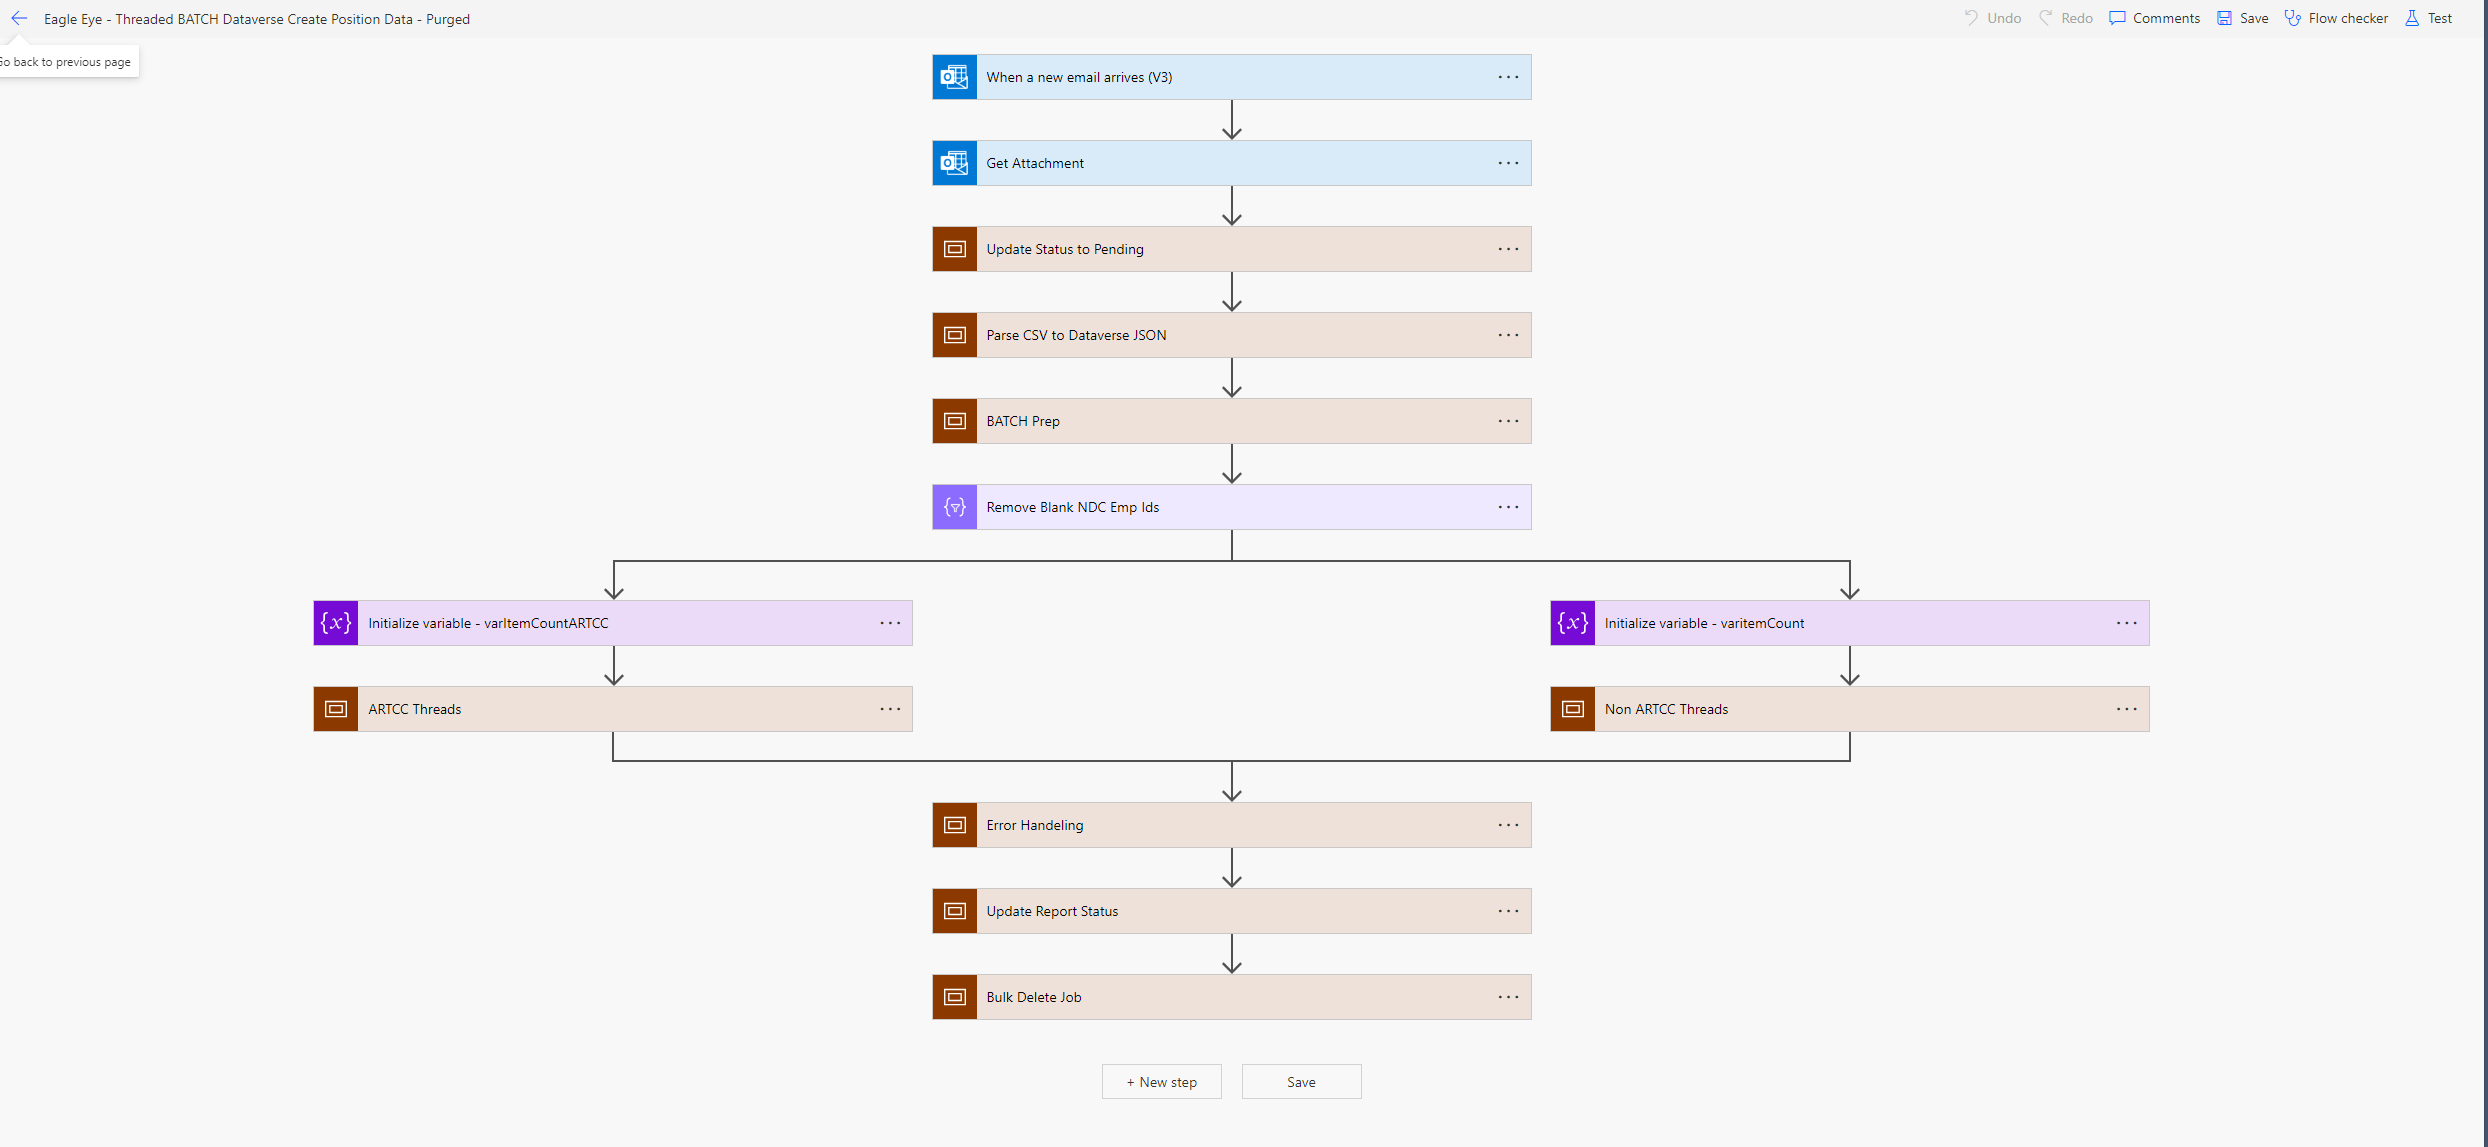 Eagle Eye - Threaded BATCH Dataverse Create Position Data - Purged
Undo
Redo
Comments
Save
Flow checker
Test
Go back to previous page
When a new email arrives (V3)
Get Attachment
Update Status to Pending
Parse CSV to Dataverse JSON
BATCH Prep
Remove Blank NDC Emp Ids
Initialize variable - varItemCountARTCC
Initialize variable - varitemCount
ARTCC Threads
Non ARTCC Threads
Error Handeling
Update Report Status
Bulk Delete Job
+ New step
Save